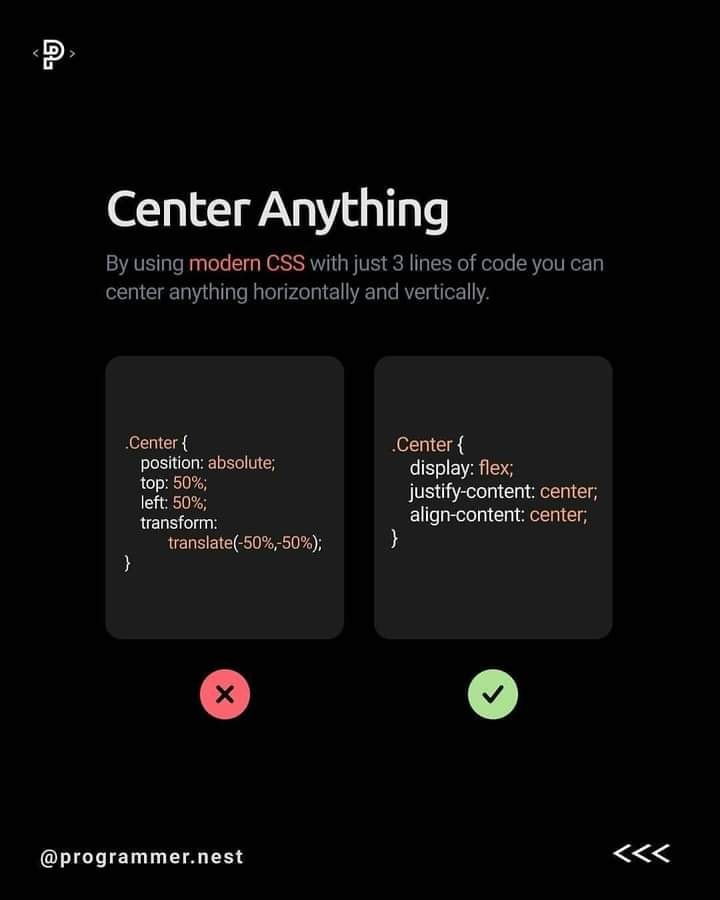 <P>
Center Anything
By using modern CSS with just 3 lines of code you can
center anything horizontally and vertically.
.Center {
position: absolute;
top: 50%;
left: 50%;
transform:
translate(-50%,-50%);
}
.Center {
display: flex;
justify-content: center;
align-content: center;
}
@programmer.nest
<<<